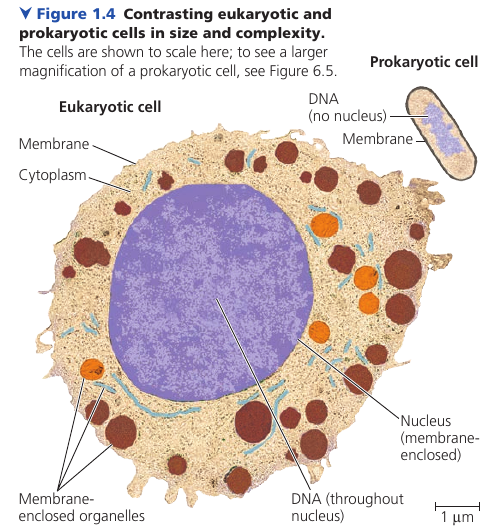 Figure 1.4 Contrasting eukaryotic and
prokaryotic cells in size and complexity.
The cells are shown to scale here; to see a larger
magnification of a prokaryotic cell, see Figure 6.5.
Prokaryotic cell
Eukaryotic cell
DNA
(no nucleus)
Membrane
Membrane
Cytoplasm
Nucleus
(membrane-
enclosed)
Membrane-
enclosed organelles
DNA (throughout
nucleus)
1 μm